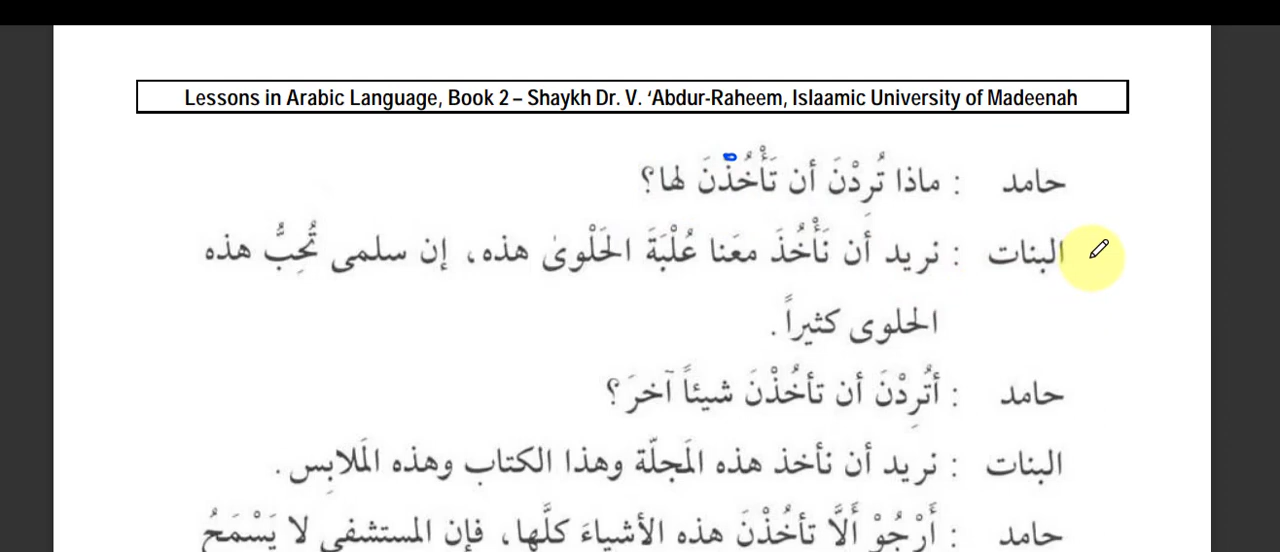 Lessons in Arabic Language, Book 2 – Shaykh Dr. V. ‘Abdur-Raheem, Islaamic University of Madeenah
حامد : ماذا تُرِدْنَ أن تَأْخُذْنَ لها؟
البنات : نريد أن نَأْخُذَ معَنا عُلْبَةَ الحَلْوىٰ هذه، إن سلمى تُحِبُّ هذه
الحلوى كثيراً.
حامد : أتُرِدْنَ أن تأخُذْنَ شيئاً آخرَ؟
البنات : نريد أن نأخذ هذه المَجلّة وهذا الكتاب وهذه المَلابِس.
حامد : أَرْجُوْ أَلَّا تأخُذْنَ هذه الأشياءَ كلَّها، فإن المستشفى لا يَسْمَحُ